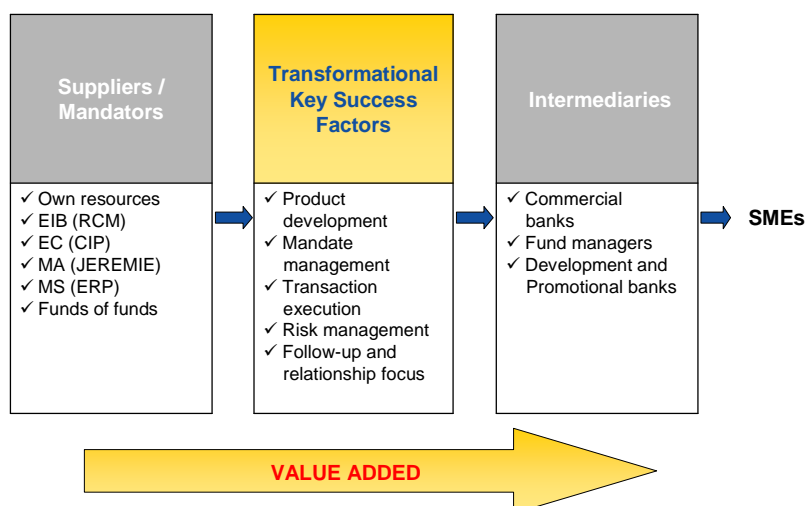 Suppliers /
Mandators
✓ Own resources
✓ EIB (RCM)
✓ EC (CIP)
✓ MA (JEREMIE)
✓ MS (ERP)
✓ Funds of funds
Transformational
Key Success
Factors
✓ Product
development
✓ Mandate
management
✓ Transaction
execution
✓ Risk management
✓ Follow-up and
relationship focus
Intermediaries
✓ Commercial
banks
✓ Fund managers
✓ Development and
Promotional banks
SMEs
VALUE ADDED